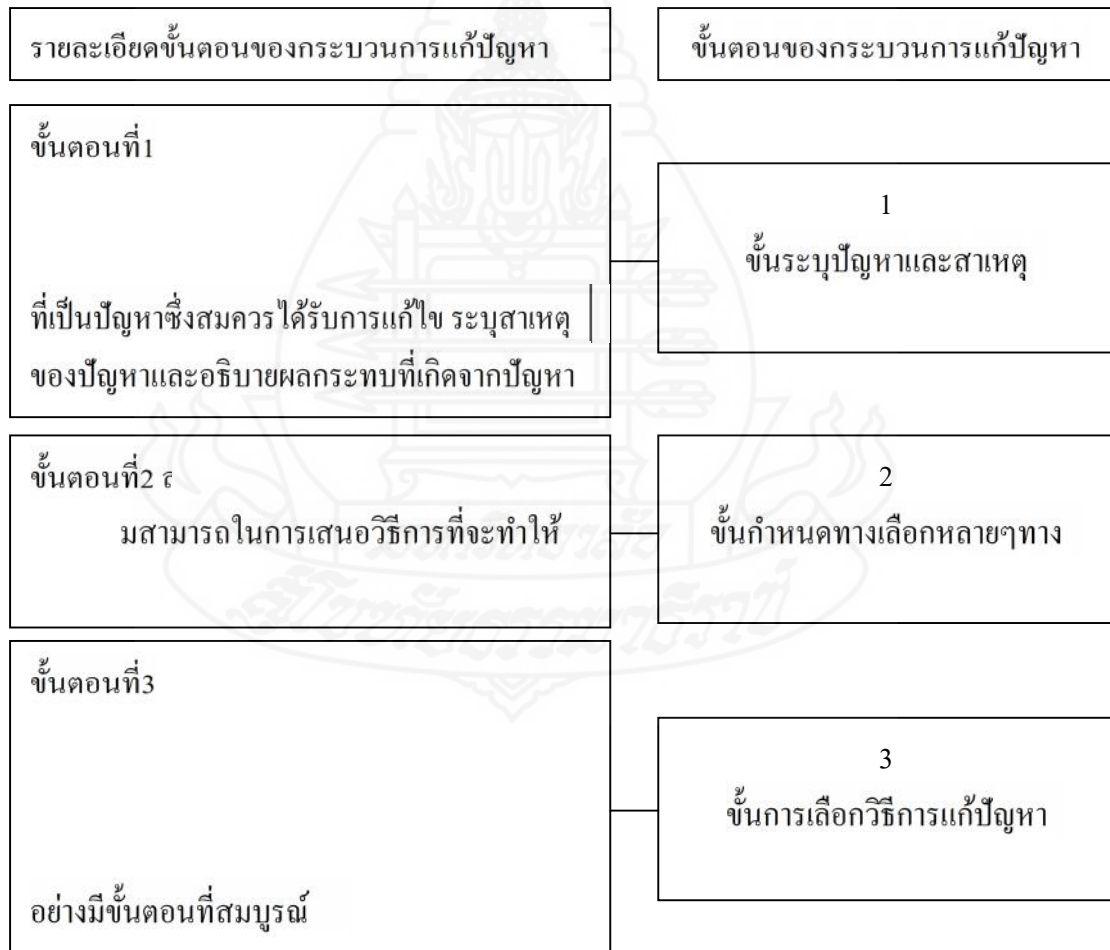 รายละเอียดขั้นตอนของกระบวนการแก้ปัญหา
ขั้นตอนของกระบวนการแก้ปัญหา
ขั้นตอนที่1
ที่เป็นปัญหาซึ่งสมควรได้รับการแก้ไข ระบุสาเหตุ
ของปัญหาและอธิบายผลกระทบที่เกิดจากปัญหา
1
ขั้นระบุปัญหาและสาเหตุ
ขั้นตอนที่2
มสามารถในการเสนอวิธีการที่จะทำให้
2
ขั้นกำหนดทางเลือกหลายๆทาง
ขั้นตอนที่3
อย่างมีขั้นตอนที่สมบูรณ์
3
ขั้นการเลือกวิธีการแก้ปัญหา